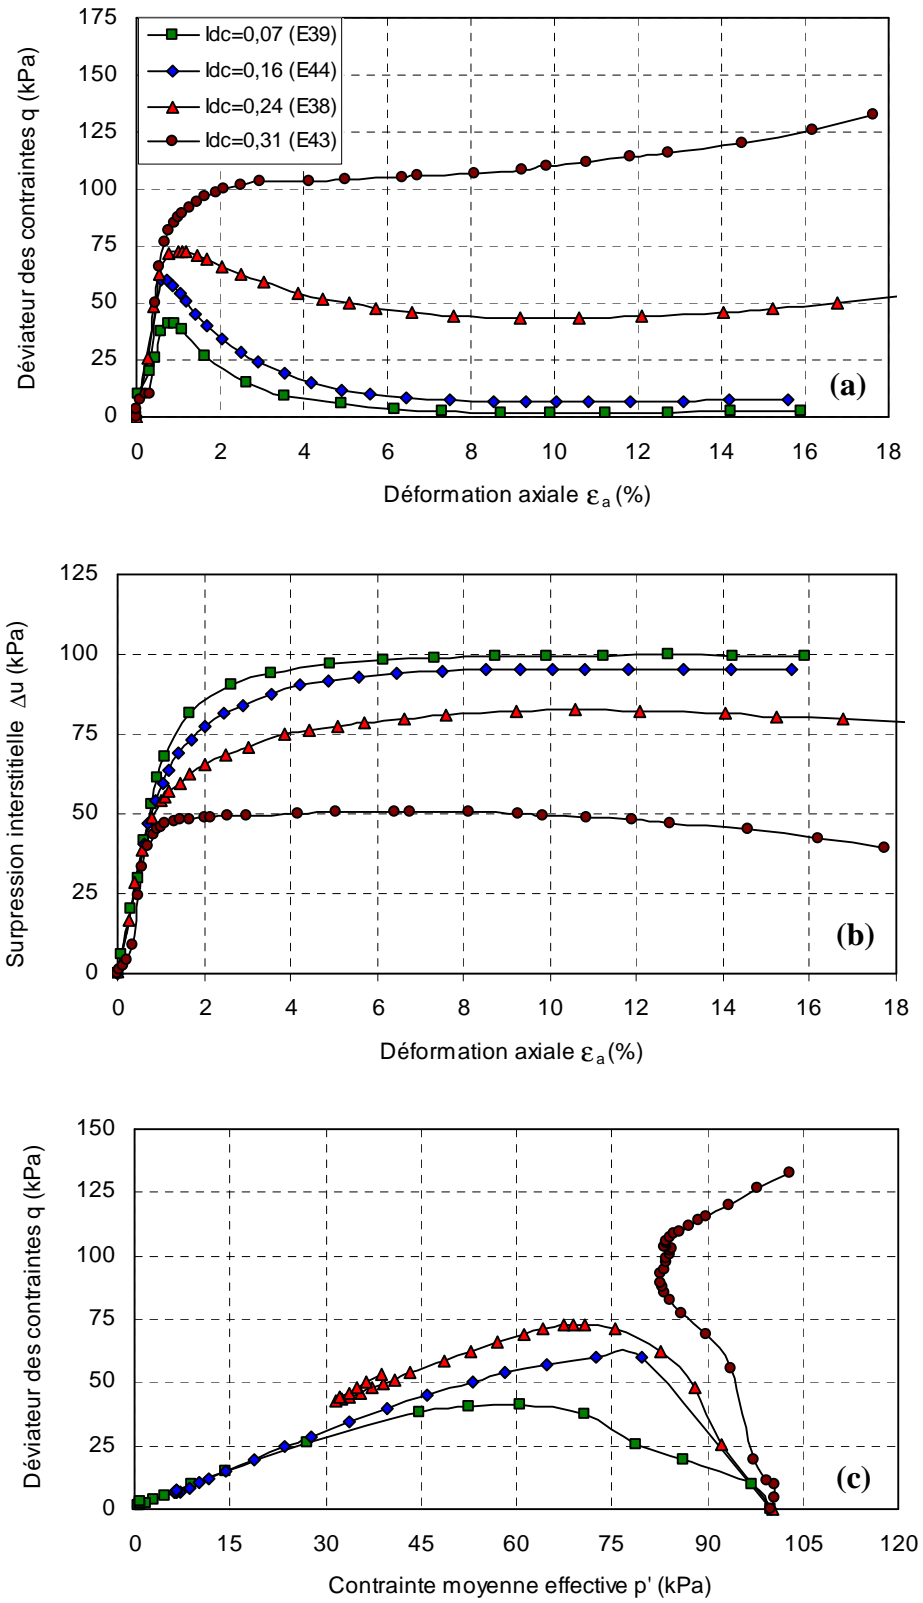 Déviateur des contraintes q (kPa)
175
150
125
100
75
50
25
0
Idc=0,07 (E39)
Idc=0,16 (E44)
Idc=0,24 (E38)
Idc=0,31 (E43)
(a)
0 2 4 6 8 10 12 14 16 18
Déformation axiale εa (%)
Surpression interstitielle Δu (kPa)
125
100
75
50
25
0
(b)
0 2 4 6 8 10 12 14 16 18
Déformation axiale εa (%)
Déviateur des contraintes q (kPa)
150
125
100
75
50
25
0
(c)
0 15 30 45 60 75 90 105 120
Contrainte moyenne effective p' (kPa)